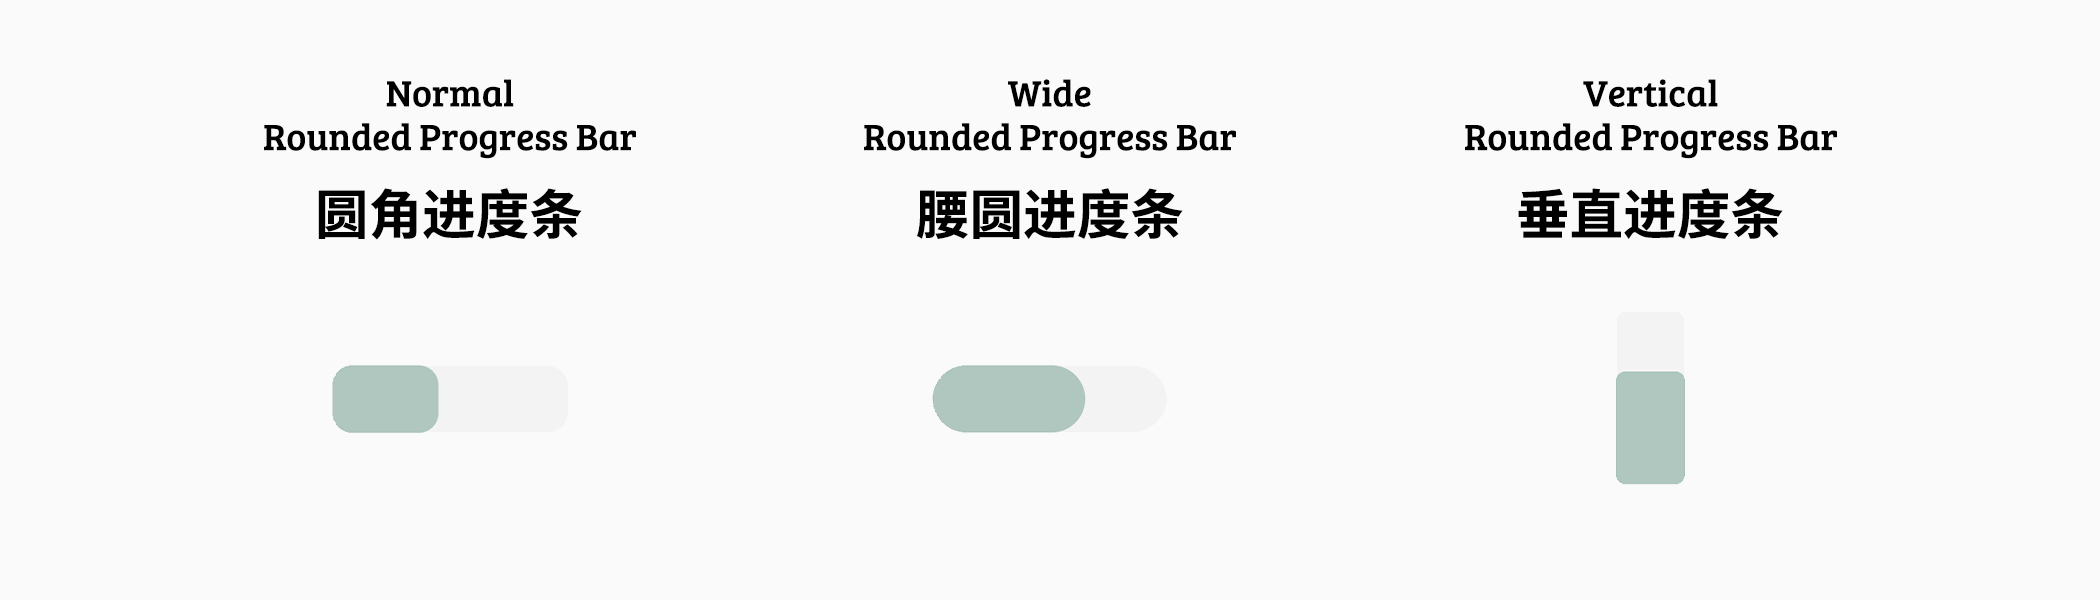 Normal
Rounded Progress Bar
圆角进度条
Wide
Rounded Progress Bar
腰圆进度条
Vertical
Rounded Progress Bar
垂直进度条